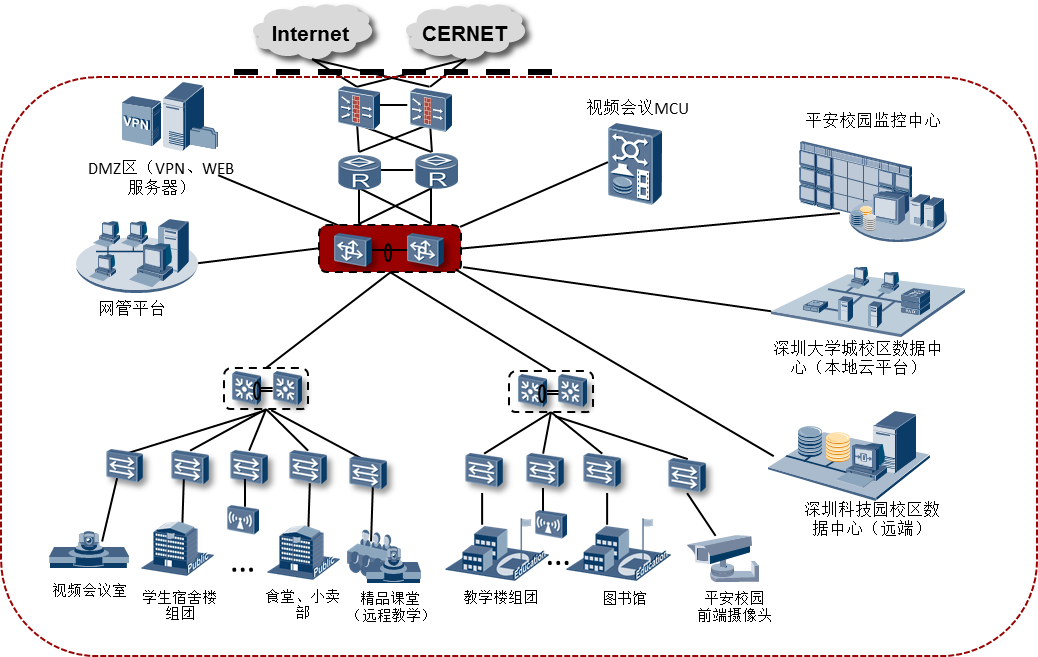 Internet
CERNET
视频会议MCU
平安校园监控中心
VPN
DMZ区（VPN、WEB
服务器）
R
R
网管平台
深圳大学城校区数据中
心（本地云平台）
深圳科技园校区数
据中心（远端）
Public
Public
Education
Education
视频会议室
学生宿舍楼
组团
...
食堂、小卖
部
精品课堂
（远程教学）
教学楼组团
...
图书馆
平安校园
前端摄像头